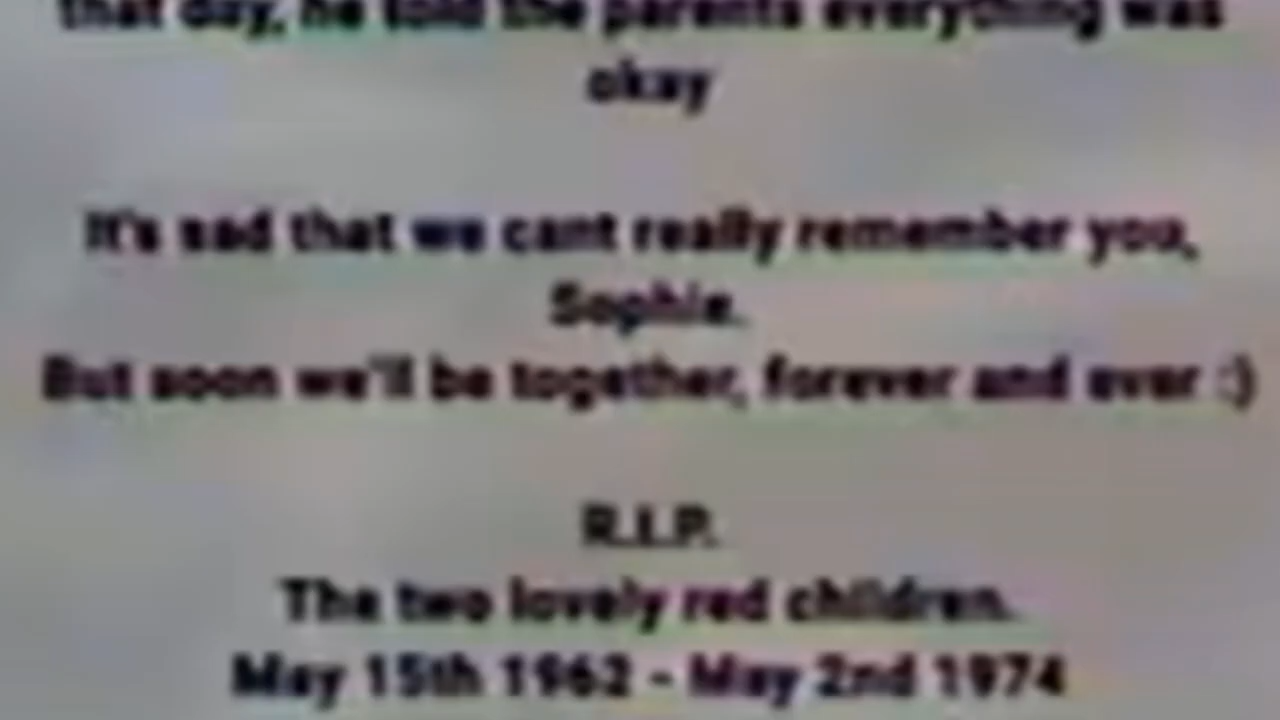 that day, he told the parents everything was
okay
It's sad that we cant really remember you,
Sophie.
But soon we'll be together, forever and ever :)
R.I.P.
The two lovely red children.
May 15th 1962 - May 2nd 1974